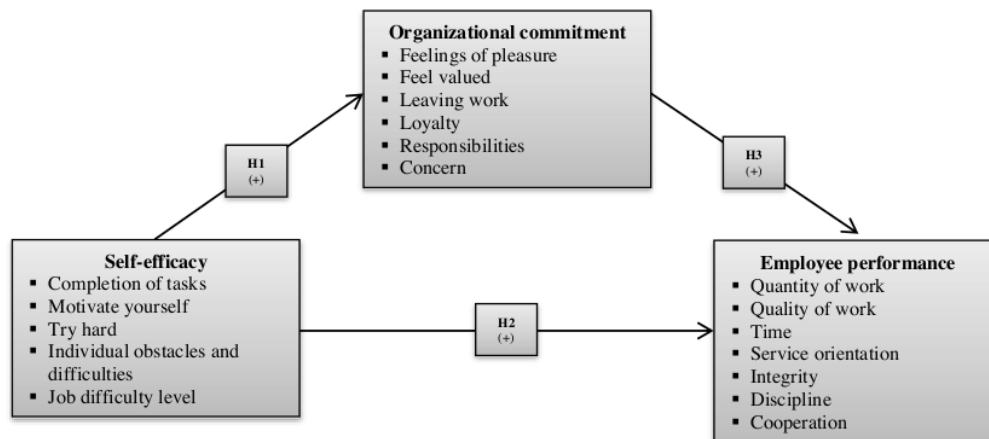 Organizational commitment
▪ Feelings of pleasure
▪ Feel valued
▪ Leaving work
▪ Loyalty
▪ Responsibilities
▪ Concern
H1
(+)
H3
(+)
Self-efficacy
▪ Completion of tasks
▪ Motivate yourself
▪ Try hard
▪ Individual obstacles and
difficulties
▪ Job difficulty level
H2
(+)
Employee performance
▪ Quantity of work
▪ Quality of work
▪ Time
▪ Service orientation
▪ Integrity
▪ Discipline
▪ Cooperation